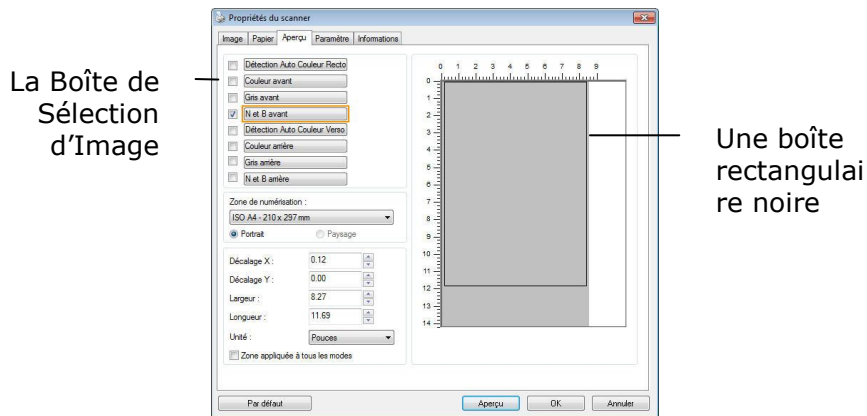 Propriétés du scanner
Image Papier Aperçu Paramètre Informations
La Boîte de
Sélection
d'Image
Détection Auto Couleur Recto
Couleur avant
Gris avant
N et B avant
Détection Auto Couleur Verso
Couleur arrière
Gris arrière
N et B arrière
Zone de numérisation :
ISO A4 - 210 x 297 mm
Portrait Paysage
Décalage X : 0.12
Décalage Y : 0.00
Largeur : 8.27
Longueur : 11.69
Unité : Pouces
Zone appliquée à tous les modes
0 1 2 3 4 5 6 7 8 9
0
1
2
3
4
5
6
7
8
9
10
11
12
13
14
Une boîte
rectangulai
re noire
Par défaut Aperçu OK Annuler